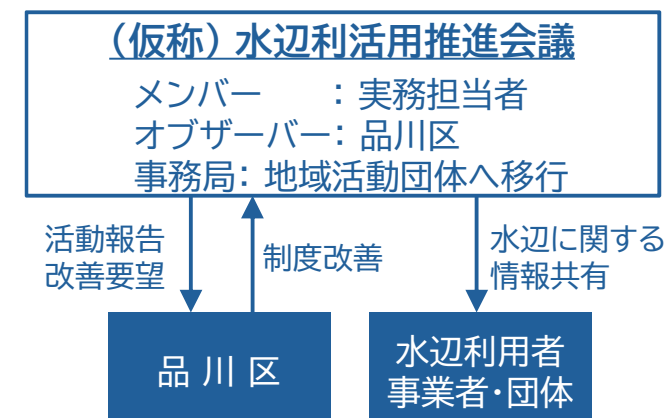 （仮称）水辺利活用推進会議
メンバー　　：実務担当者
オブザーバー：品川区
事務局：地域活動団体へ移行
活動報告
改善要望
制度改善
水辺に関する
情報共有
品川区
水辺利用者
事業者・団体